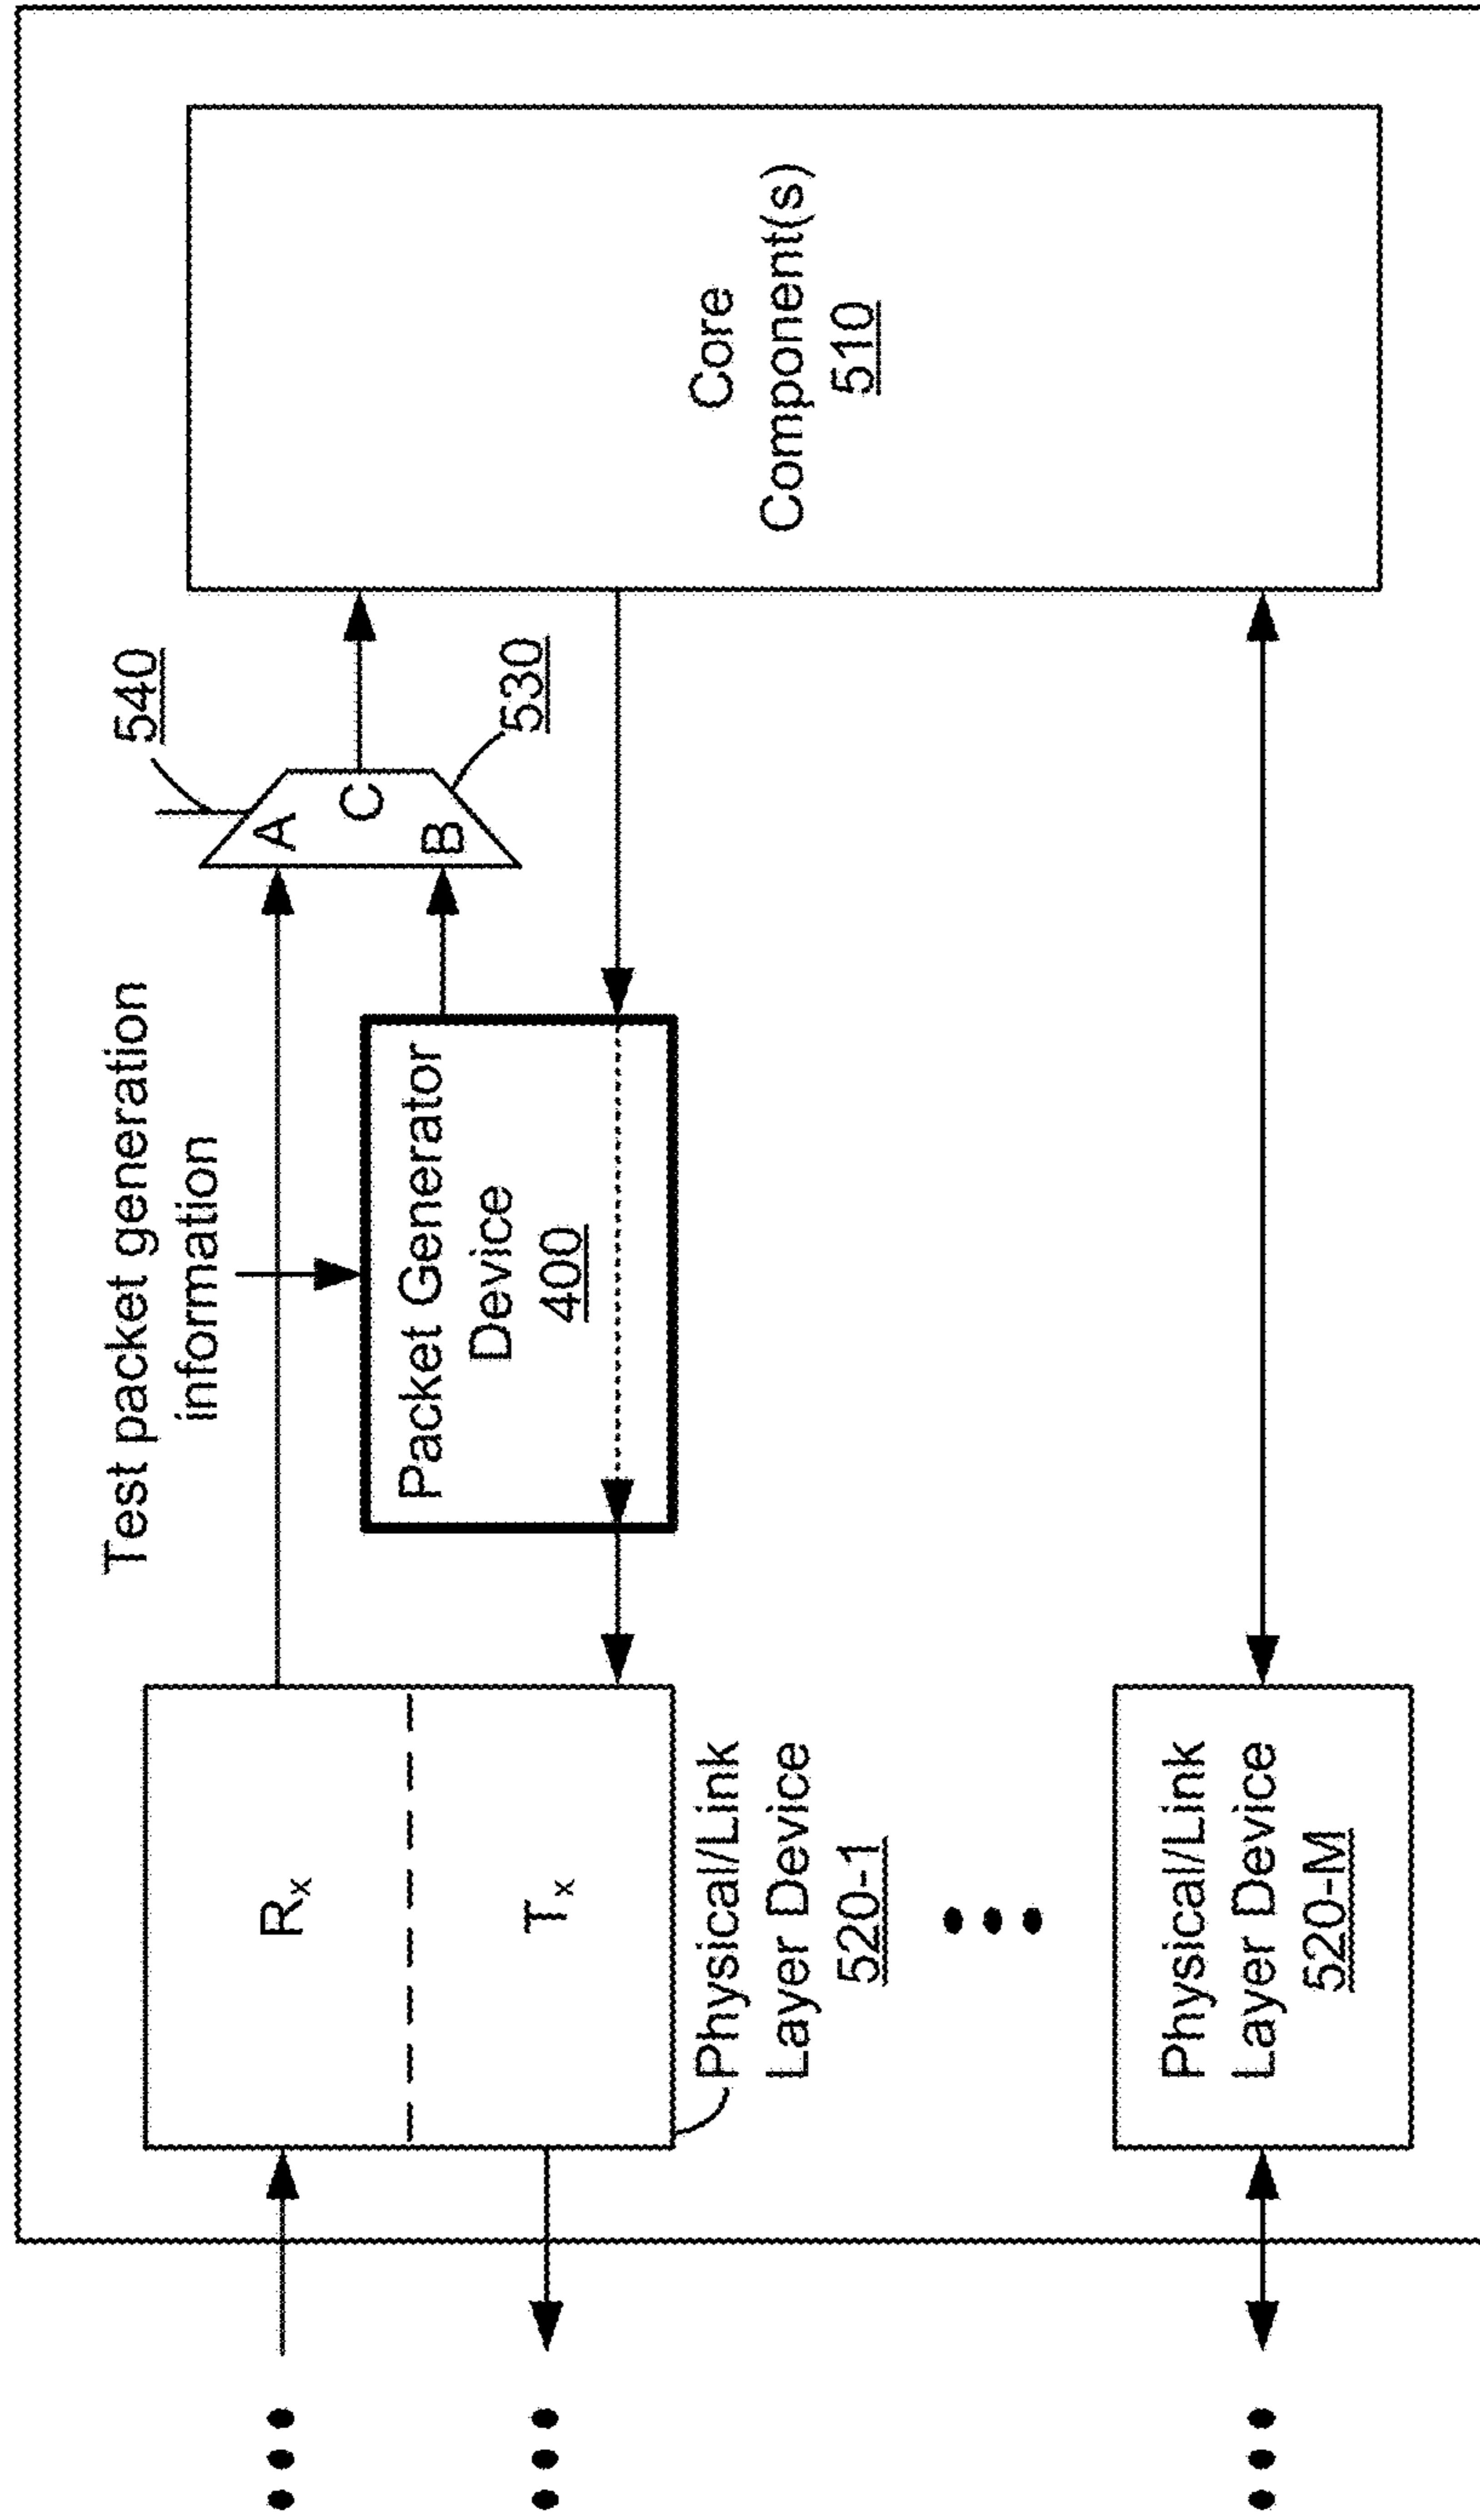 Test packet generation
information
540
A
C
B
530
Core
Component(s)
510
Packet Generator
Device
400
Rx
Tx
Physical/Link
Layer Device
520-1
Physical/Link
Layer Device
520-M